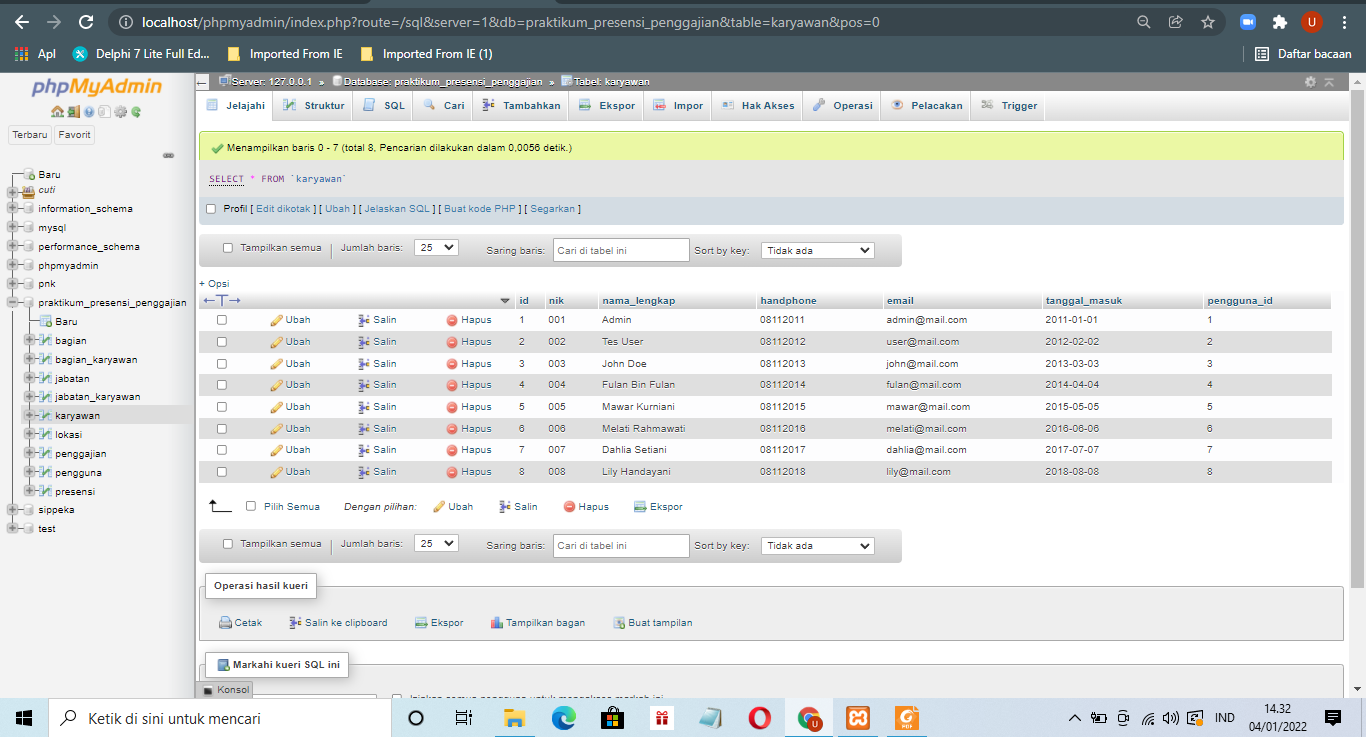 localhost/phpmyadmin/index.php?route=/sql&server=1&db=praktikum_presensi_penggajian&table=karyawan&pos=0
U
Apl Delphi 7 Lite Full Ed... Imported From IE Imported From IE (1) Daftar bacaan
phpMyAdmin
Terbaru Favorit
Baru
cuti
information_schema
mysql
performance_schema
phpmyadmin
pnk
praktikum_presensi_penggajian
Baru
bagian
bagian_karyawan
jabatan
jabatan_karyawan
karyawan
lokasi
penggajian
pengguna
presensi
sippeka
test
Server: 127.0.0.1 » Database: praktikum_presensi_penggajian » Tabel: karyawan
Jelajahi Struktur SQL Cari Tambahkan Ekspor Impor Hak Akses Operasi Pelacakan Trigger
Menampilkan baris 0 - 7 (total 8, Pencarian dilakukan dalam 0,0056 detik.)
SELECT * FROM `karyawan`
Profil [ Edit dikotak ] [ Ubah ] [ Jelaskan SQL ] [ Buat kode PHP ] [ Segarkan ]
Tampilkan semua Jumlah baris: 25 Saring baris: Cari di tabel ini Sort by key: Tidak ada
+ Opsi
←T→ id nik nama_lengkap handphone email tanggal_masuk pengguna_id
Ubah Salin Hapus 1 001 Admin 08112011 admin@mail.com 2011-01-01 1
Ubah Salin Hapus 2 002 Tes User 08112012 user@mail.com 2012-02-02 2
Ubah Salin Hapus 3 003 John Doe 08112013 john@mail.com 2013-03-03 3
Ubah Salin Hapus 4 004 Fulan Bin Fulan 08112014 fulan@mail.com 2014-04-04 4
Ubah Salin Hapus 5 005 Mawar Kurniani 08112015 mawar@mail.com 2015-05-05 5
Ubah Salin Hapus 6 006 Melati Rahmawati 08112016 melati@mail.com 2016-06-06 6
Ubah Salin Hapus 7 007 Dahlia Setiani 08112017 dahlia@mail.com 2017-07-07 7
Ubah Salin Hapus 8 008 Lily Handayani 08112018 lily@mail.com 2018-08-08 8
Pilih Semua Dengan pilihan: Ubah Salin Hapus Ekspor
Tampilkan semua Jumlah baris: 25 Saring baris: Cari di tabel ini Sort by key: Tidak ada
Operasi hasil kueri
Cetak Salin ke clipboard Ekspor Tampilkan bagan Buat tampilan
Markahi kueri SQL ini
Konsol
Ketik di sini untuk mencari
IND
14.32
04/01/2022